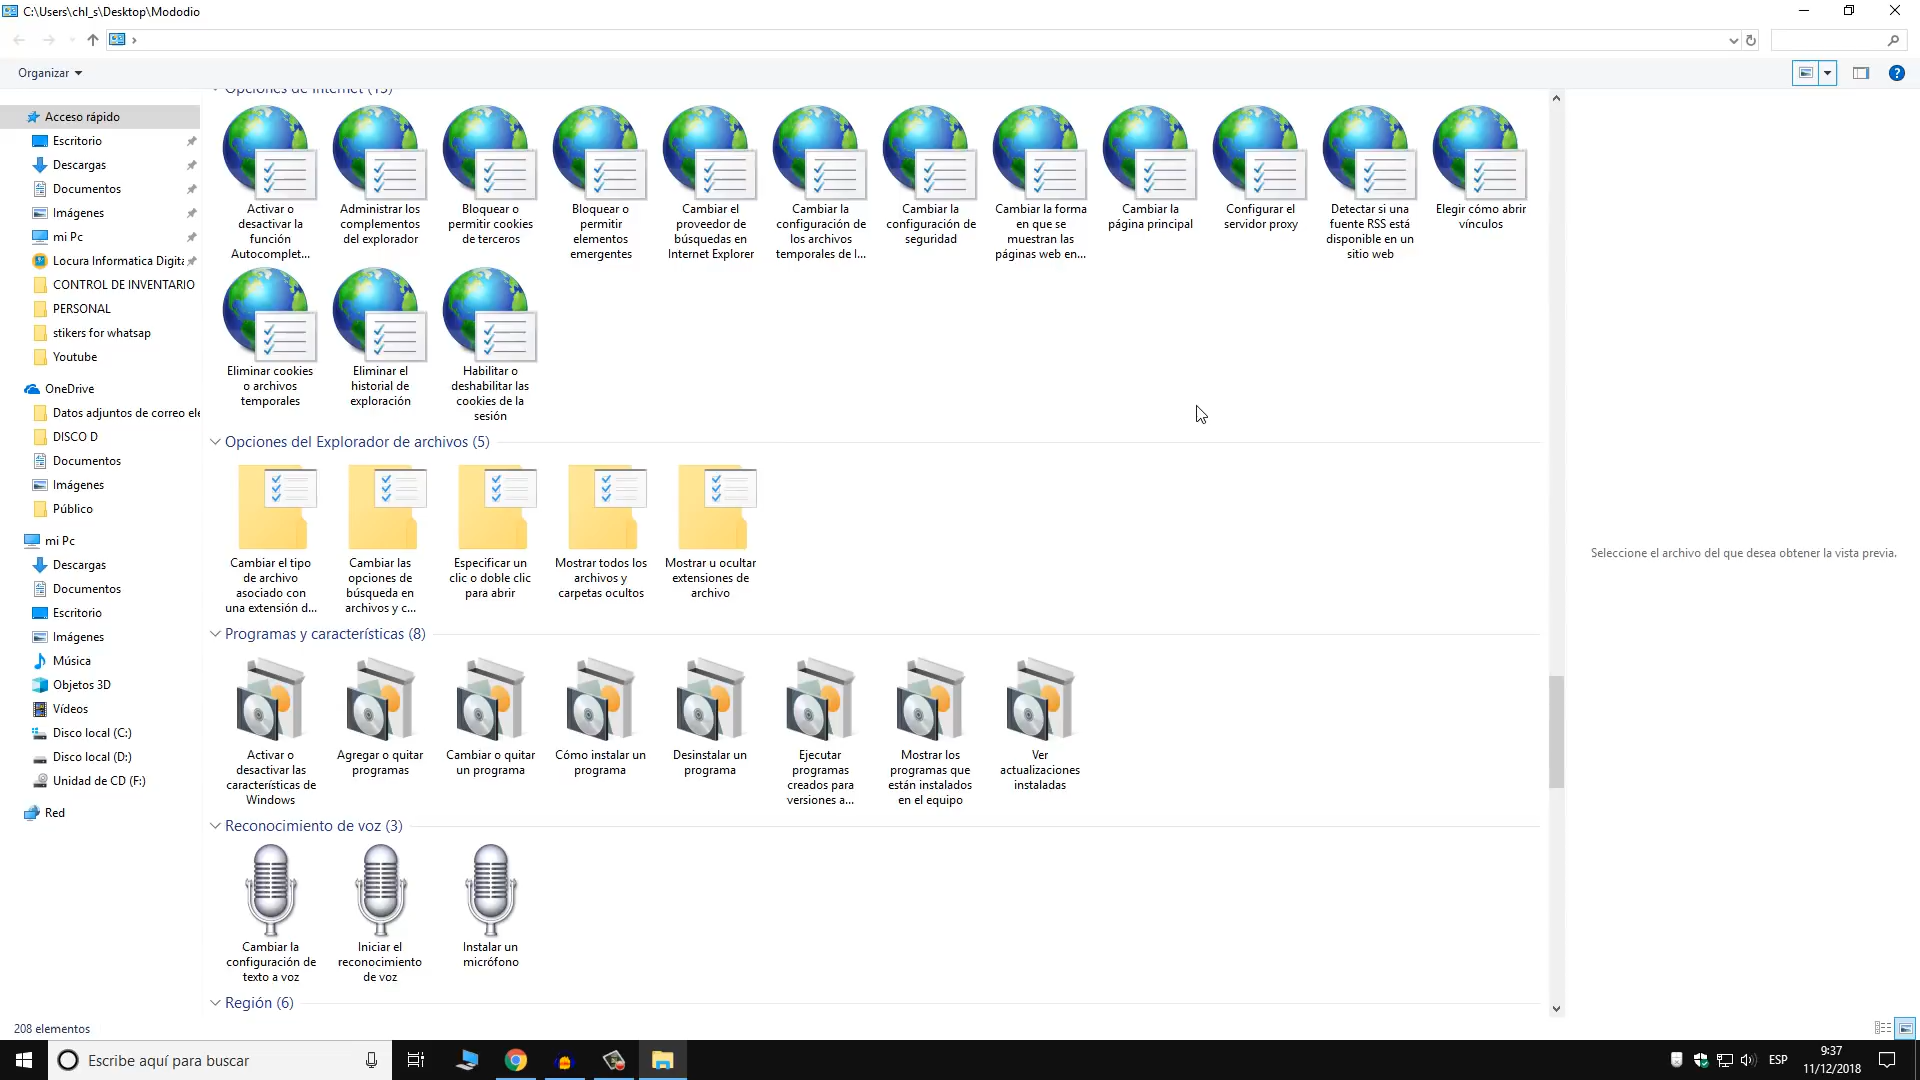 C:\Users\chl_s\Desktop\Mododio
Organizar
Acceso rápido
Escritorio
Descargas
Documentos
Imágenes
mi Pc
Locura Informatica Digita
CONTROL DE INVENTARIO
PERSONAL
stikers for whatsap
Youtube
OneDrive
Datos adjuntos de correo ele
DISCO D
Documentos
Imágenes
Público
mi Pc
Descargas
Documentos
Escritorio
Imágenes
Música
Objetos 3D
Vídeos
Disco local (C:)
Disco local (D:)
Unidad de CD (F:)
Red
Opciones de Internet (15)
Activar o
desactivar la
función
Autocomplet...
Administrar los
complementos
del explorador
Bloquear o
permitir cookies
de terceros
Bloquear o
permitir
elementos
emergentes
Cambiar el
proveedor de
búsquedas en
Internet Explorer
Cambiar la
configuración de
los archivos
temporales de l...
Cambiar la
configuración de
seguridad
Cambiar la forma
en que se
muestran las
páginas web en...
Cambiar la
página principal
Configurar el
servidor proxy
Detectar si una
fuente RSS está
disponible en un
sitio web
Elegir cómo abrir
vínculos
Eliminar cookies
o archivos
temporales
Eliminar el
historial de
exploración
Habilitar o
deshabilitar las
cookies de la
sesión
Opciones del Explorador de archivos (5)
Cambiar el tipo
de archivo
asociado con
una extensión d...
Cambiar las
opciones de
búsqueda en
archivos y c...
Especificar un
clic o doble clic
para abrir
Mostrar todos los
archivos y
carpetas ocultos
Mostrar u ocultar
extensiones de
archivo
Programas y características (8)
Activar o
desactivar las
características de
Windows
Agregar o quitar
programas
Cambiar o quitar
un programa
Cómo instalar un
programa
Desinstalar un
programa
Ejecutar
programas
creados para
versiones a...
Mostrar los
programas que
están instalados
en el equipo
Ver
actualizaciones
instaladas
Reconocimiento de voz (3)
Cambiar la
configuración de
texto a voz
Iniciar el
reconocimiento
de voz
Instalar un
micrófono
Región (6)
Seleccione el archivo del que desea obtener la vista previa.
208 elementos
Escribe aquí para buscar
ESP
9:37
11/12/2018